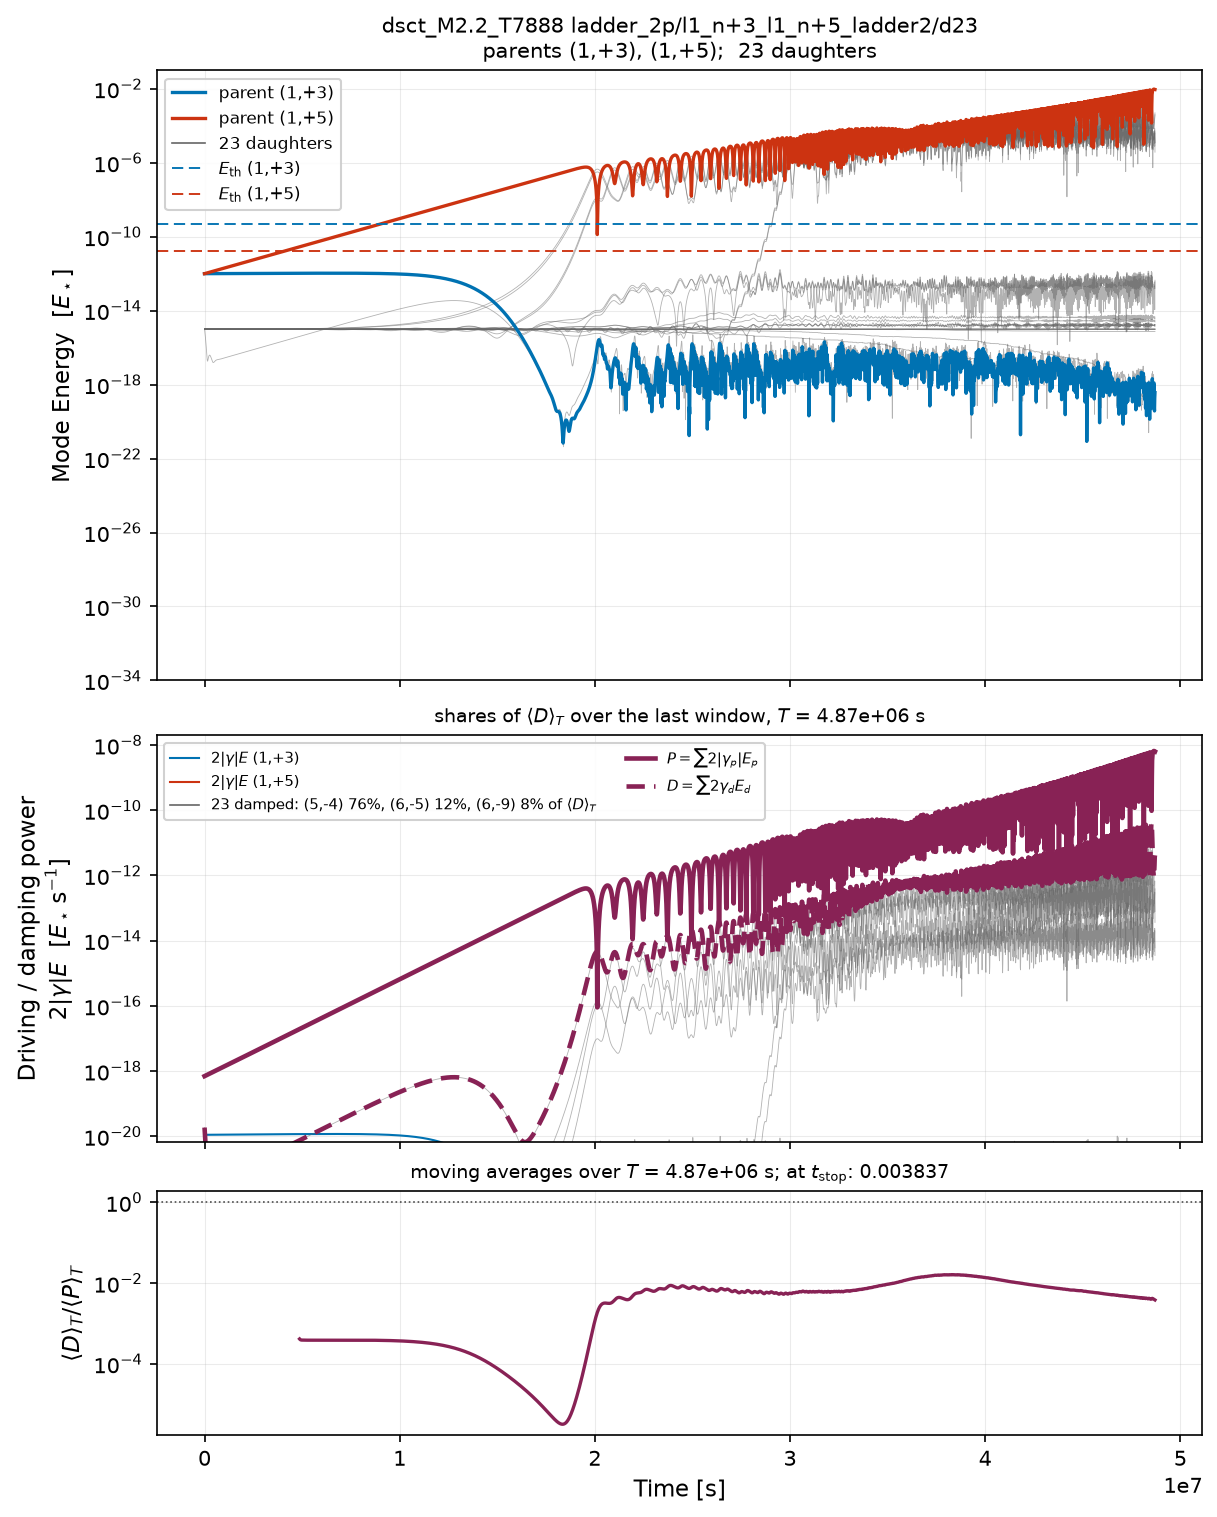 dsct_M2.2_T7888 ladder_2p/l1_n+3_l1_n+5_ladder2/d23
parents (1,+3), (1,+5);  23 daughters
parent (1,+3)
parent (1,+5)
23 daughters
E_th (1,+3)
E_th (1,+5)
10⁻²
10⁻⁶
10⁻¹⁰
10⁻¹⁴
10⁻¹⁸
10⁻²²
10⁻²⁶
10⁻³⁰
10⁻³⁴
Mode Energy [E⋆]
shares of ⟨D⟩_T over the last window, T = 4.87e+06 s
2|γ|E (1,+3)
2|γ|E (1,+5)
23 damped: (5,-4) 76%, (6,-5) 12%, (6,-9) 8% of ⟨D⟩_T
P = ∑2|γ_p|E_p
D = ∑2γ_d E_d
10⁻⁸
10⁻¹⁰
10⁻¹²
10⁻¹⁴
10⁻¹⁶
10⁻¹⁸
10⁻²⁰
Driving / damping power
2|γ|E [E⋆ s⁻¹]
moving averages over T = 4.87e+06 s; at t_stop: 0.003837
10⁰
10⁻²
10⁻⁴
⟨D⟩_T/⟨P⟩_T
0 1 2 3 4 5
1e7
Time [s]